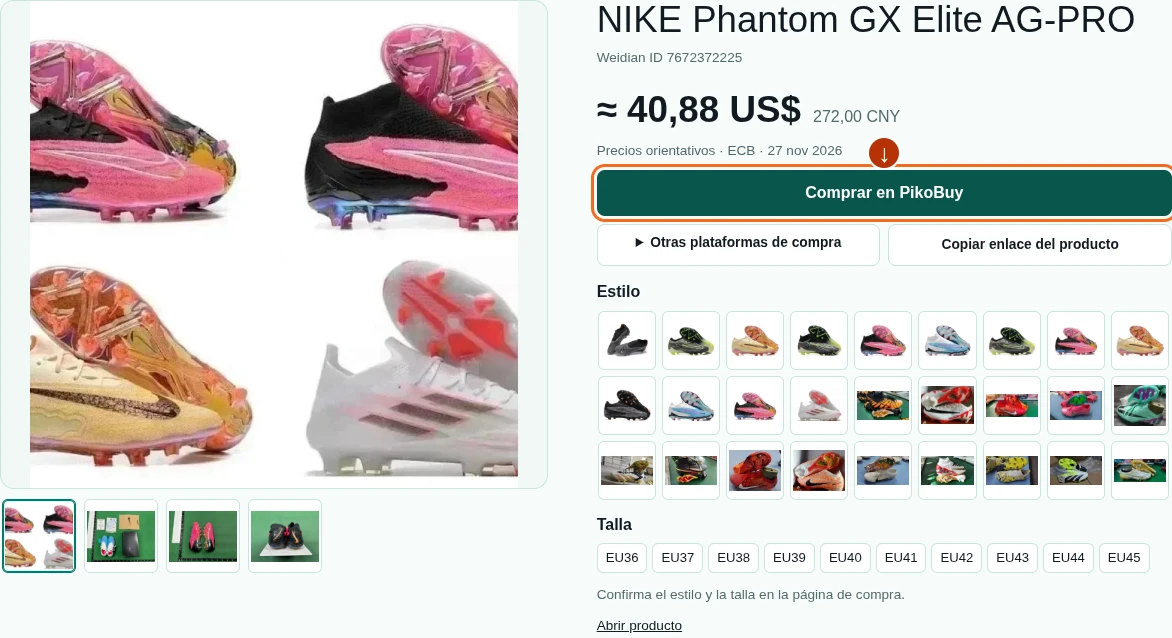 NIKE Phantom GX Elite AG-PRO
Weidian ID 7672372225
≈ 40,88 US$ 272,00 CNY
Precios orientativos · ECB · 27 nov 2026
↓
Comprar en PikoBuy
▶ Otras plataformas de compra
Copiar enlace del producto
Estilo
Talla
EU36 EU37 EU38 EU39 EU40 EU41 EU42 EU43 EU44 EU45
Confirma el estilo y la talla en la página de compra.
Abrir producto